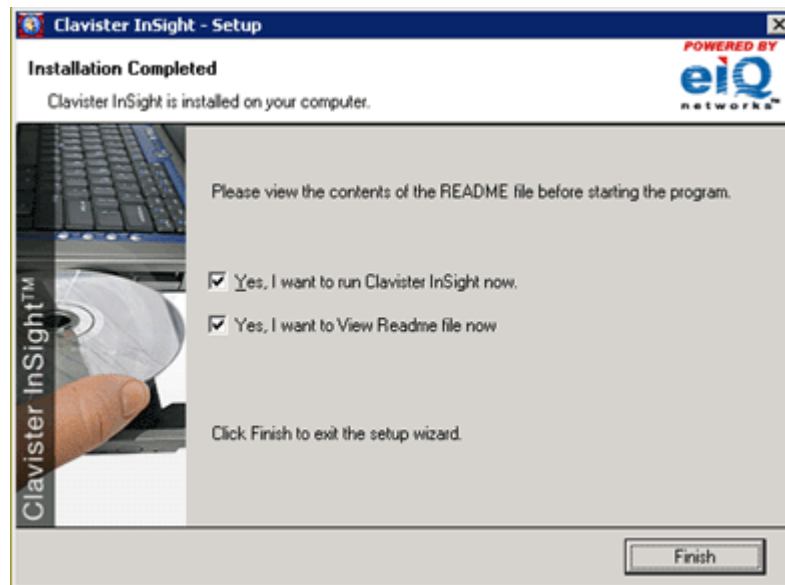 Clavister InSight - Setup
POWERED BY
eiQ
networks™
Installation Completed
Clavister InSight is installed on your computer.
Please view the contents of the README file before starting the program.
Yes, I want to run Clavister InSight now.
Yes, I want to View Readme file now
Click Finish to exit the setup wizard.
Clavister InSight™
Finish